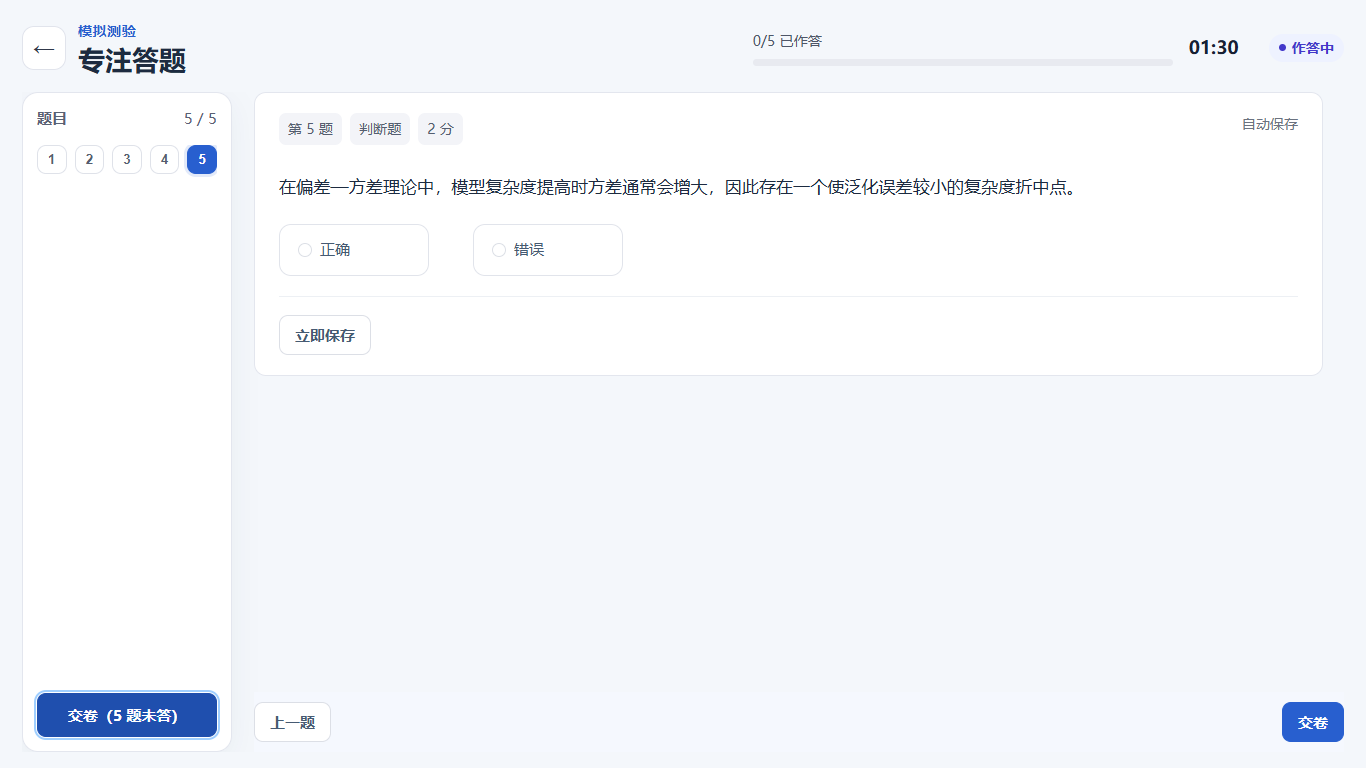 ←
模拟测验
专注答题
0/5 已作答
01:30
作答中
题目
5 / 5
1
2
3
4
5
交卷（5 题未答）
第 5 题
判断题
2 分
自动保存
在偏差—方差理论中，模型复杂度提高时方差通常会增大，因此存在一个使泛化误差较小的复杂度折中点。
正确
错误
立即保存
上一题
交卷